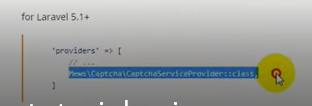 for Laravel 5.1+
'providers' => [
// ...
Mews\Captcha\CaptchaServiceProvider::class,
]